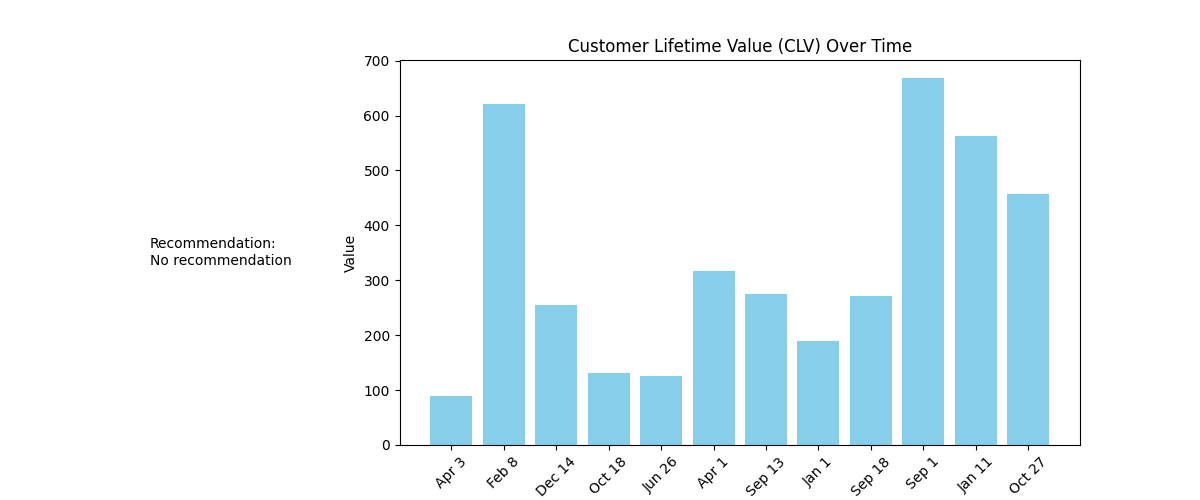 Customer Lifetime Value (CLV) Over Time
Recommendation:
No recommendation
Value
700
600
500
400
300
200
100
0
Apr 3
Feb 8
Dec 14
Oct 18
Jun 26
Apr 1
Sep 13
Jan 1
Sep 18
Sep 1
Jan 11
Oct 27